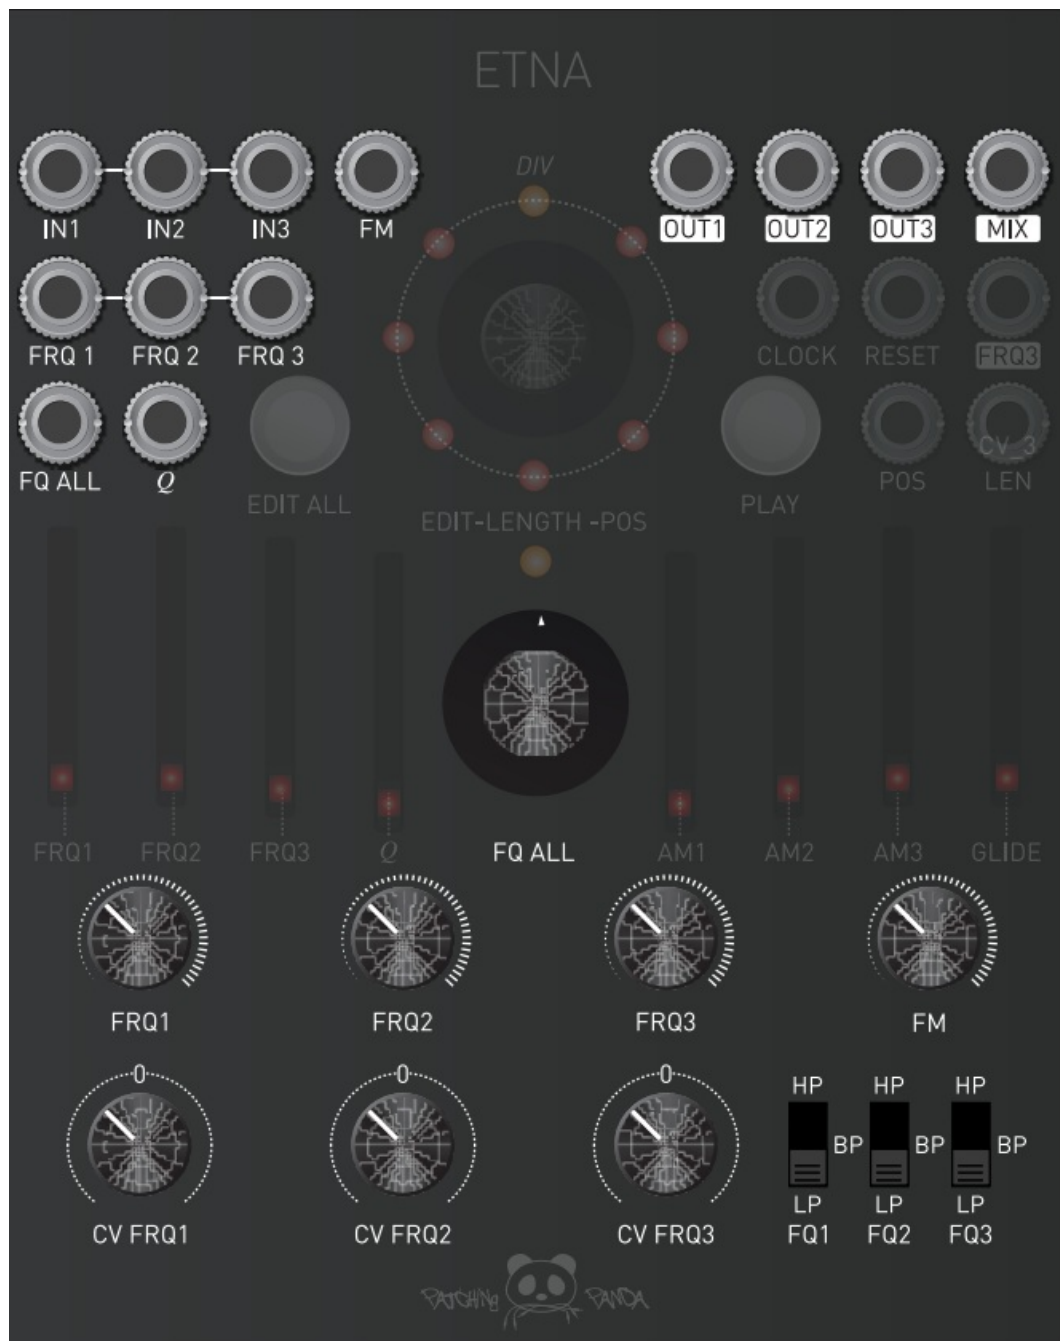 ETNA
DIV
IN1 IN2 IN3 FM OUT1 OUT2 OUT3 MIX
FRQ 1 FRQ 2 FRQ 3 CLOCK RESET FRQ3
CV_3
FQ ALL Q EDIT ALL PLAY POS LEN
EDIT-LENGTH -POS
FRQ1 FRQ2 FRQ3 Q FQ ALL AM1 AM2 AM3 GLIDE
FRQ1 FRQ2 FRQ3 FM
0 0 0
HP HP HP
BP BP BP
LP LP LP
CV FRQ1 CV FRQ2 CV FRQ3 FQ1 FQ2 FQ3
PATCHING PANDA